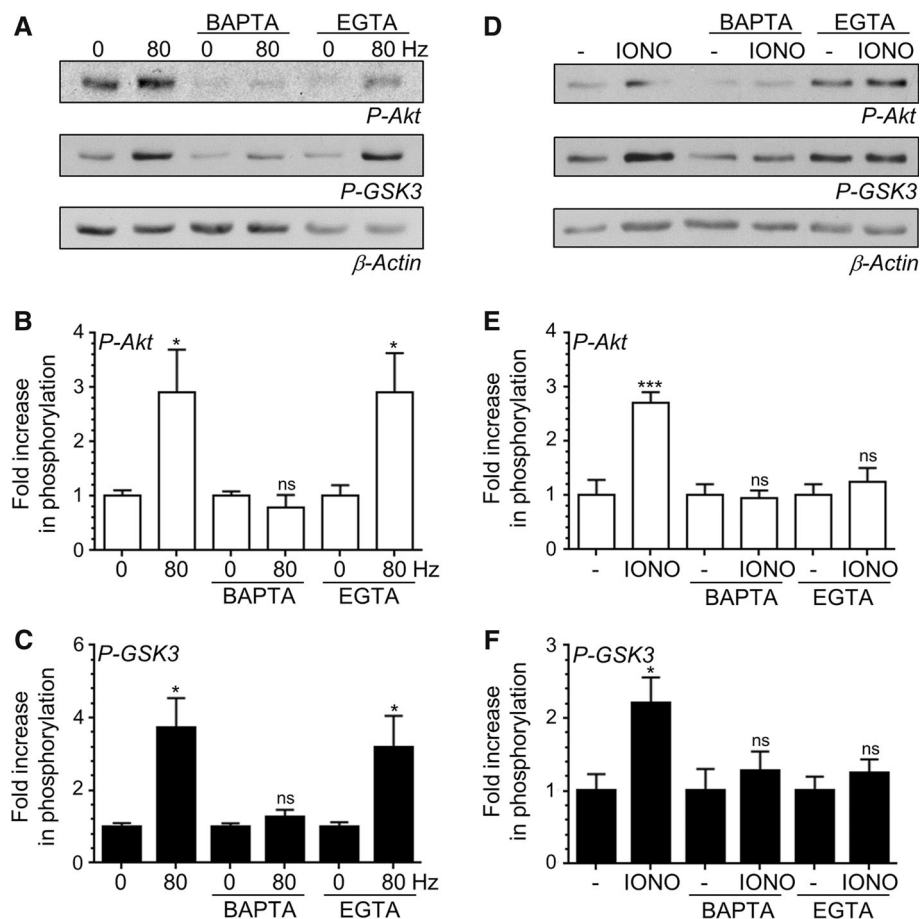 A
BAPTA EGTA
0 80 0 80 0 80 Hz
P-Akt
P-GSK3
β-Actin
D
BAPTA EGTA
- IONO - IONO - IONO
P-Akt
P-GSK3
β-Actin
B
P-Akt
Fold increase
in phosphorylation
4
3
2
1
0
* ns *
0 80 0 80 0 80 Hz
BAPTA EGTA
E
P-Akt
Fold increase
in phosphorylation
4
3
2
1
0
*** ns ns
- IONO - IONO - IONO
BAPTA EGTA
C
P-GSK3
Fold increase
in phosphorylation
6
4
2
0
* ns *
0 80 0 80 0 80 Hz
BAPTA EGTA
F
P-GSK3
Fold increase
in phosphorylation
3
2
1
0
* ns ns
- IONO - IONO - IONO
BAPTA EGTA